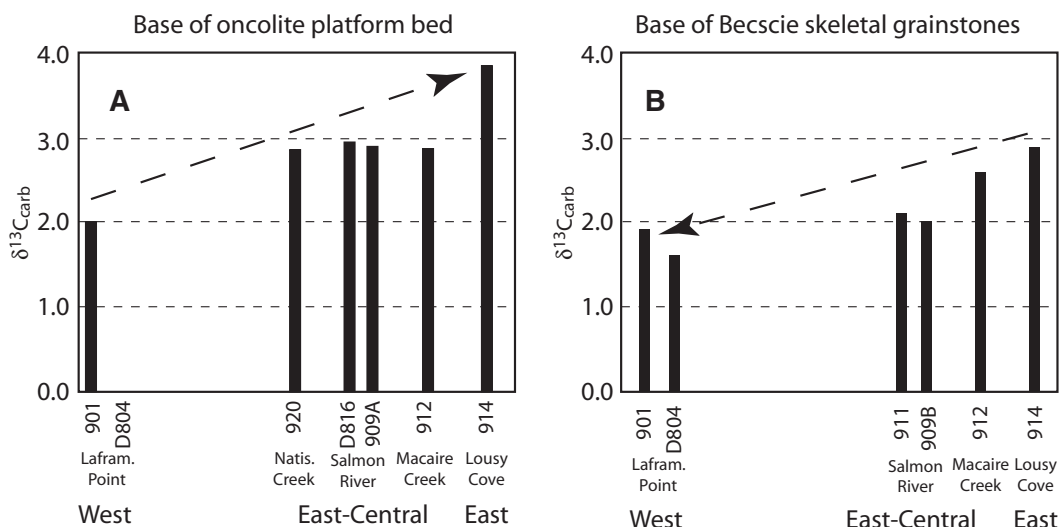 Base of oncolite platform bed
A
4.0
3.0
2.0
1.0
0.0
δ13Ccarb
901
D804
920
D816
909A
912
914
Lafram.
Point
Natis.
Creek
Salmon
River
Macaire
Creek
Lousy
Cove
West
East-Central
East
Base of Becscie skeletal grainstones
B
4.0
3.0
2.0
1.0
0.0
δ13Ccarb
901
D804
911
909B
912
914
Lafram.
Point
Salmon
River
Macaire
Creek
Lousy
Cove
West
East-Central
East